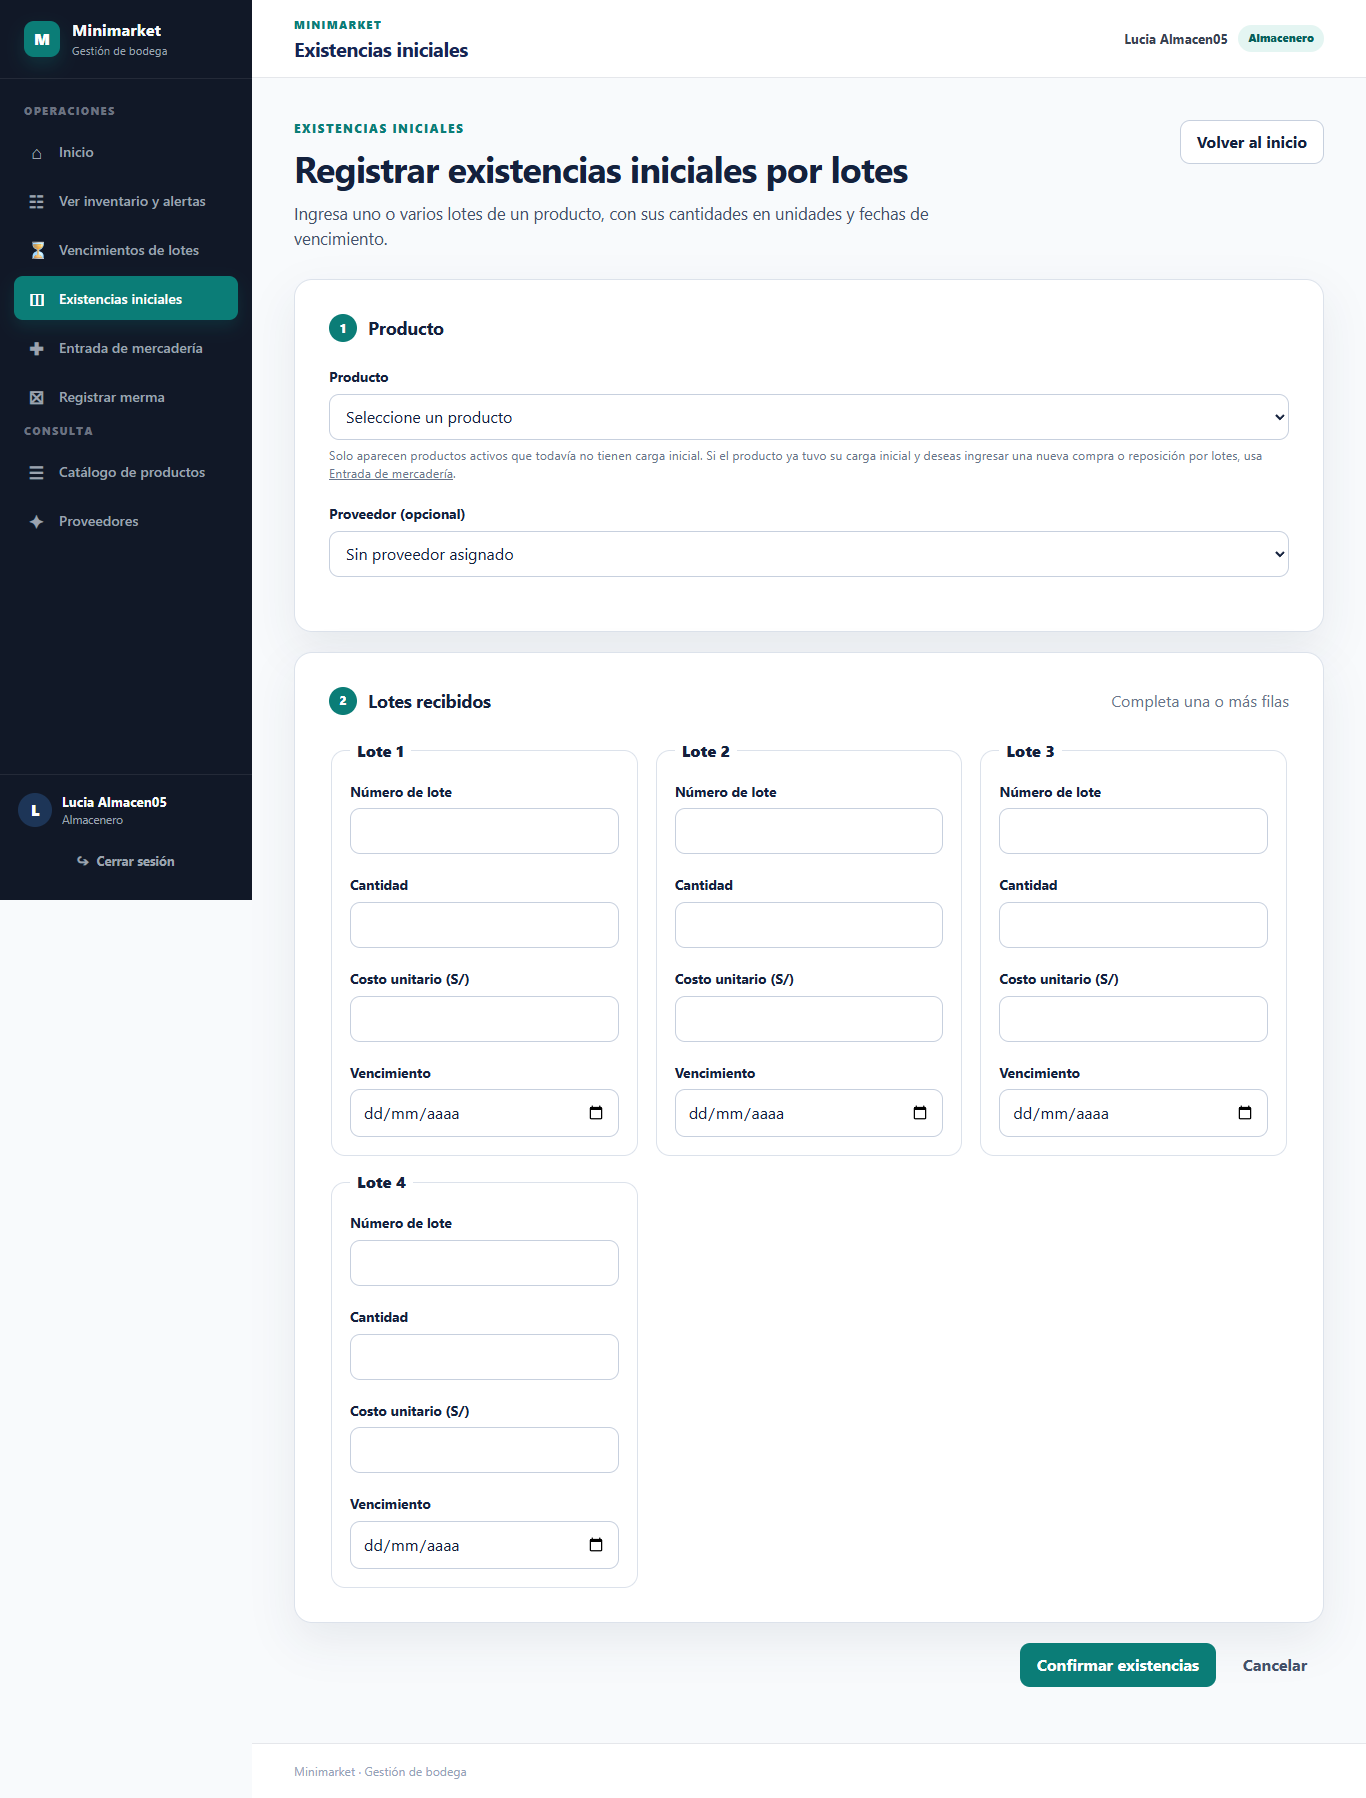 M
Minimarket
Gestión de bodega
OPERACIONES
Inicio
Ver inventario y alertas
Vencimientos de lotes
Existencias iniciales
Entrada de mercadería
Registrar merma
CONSULTA
Catálogo de productos
Proveedores
L
Lucia Almacen05
Almacenero
Cerrar sesión
MINIMARKET
Existencias iniciales
Lucia Almacen05
Almacenero
EXISTENCIAS INICIALES
Registrar existencias iniciales por lotes
Ingresa uno o varios lotes de un producto, con sus cantidades en unidades y fechas de
vencimiento.
Volver al inicio
1 Producto
Producto
Seleccione un producto
Solo aparecen productos activos que todavía no tienen carga inicial. Si el producto ya tuvo su carga inicial y deseas ingresar una nueva compra o reposición por lotes, usa
Entrada de mercadería.
Proveedor (opcional)
Sin proveedor asignado
2 Lotes recibidos
Completa una o más filas
Lote 1
Número de lote
Cantidad
Costo unitario (S/)
Vencimiento
dd/mm/aaaa
Lote 2
Número de lote
Cantidad
Costo unitario (S/)
Vencimiento
dd/mm/aaaa
Lote 3
Número de lote
Cantidad
Costo unitario (S/)
Vencimiento
dd/mm/aaaa
Lote 4
Número de lote
Cantidad
Costo unitario (S/)
Vencimiento
dd/mm/aaaa
Confirmar existencias
Cancelar
Minimarket · Gestión de bodega